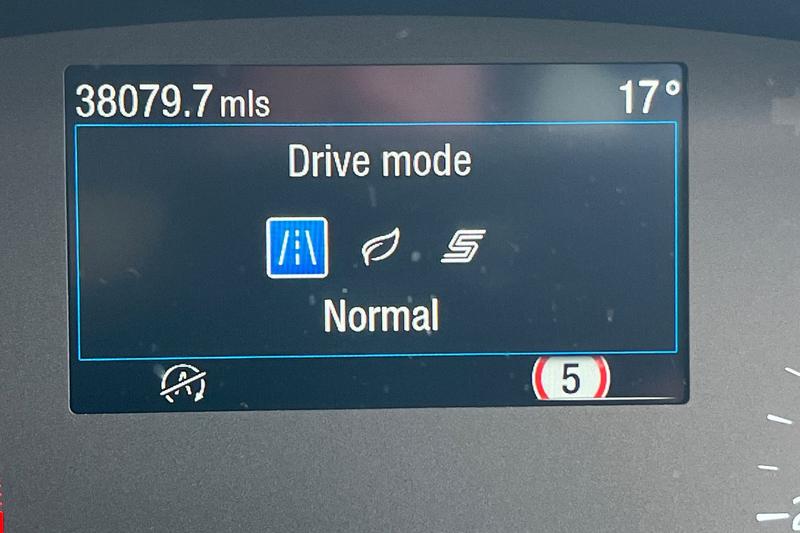 38079.7 mls 17°
Drive mode
S
Normal
A
5